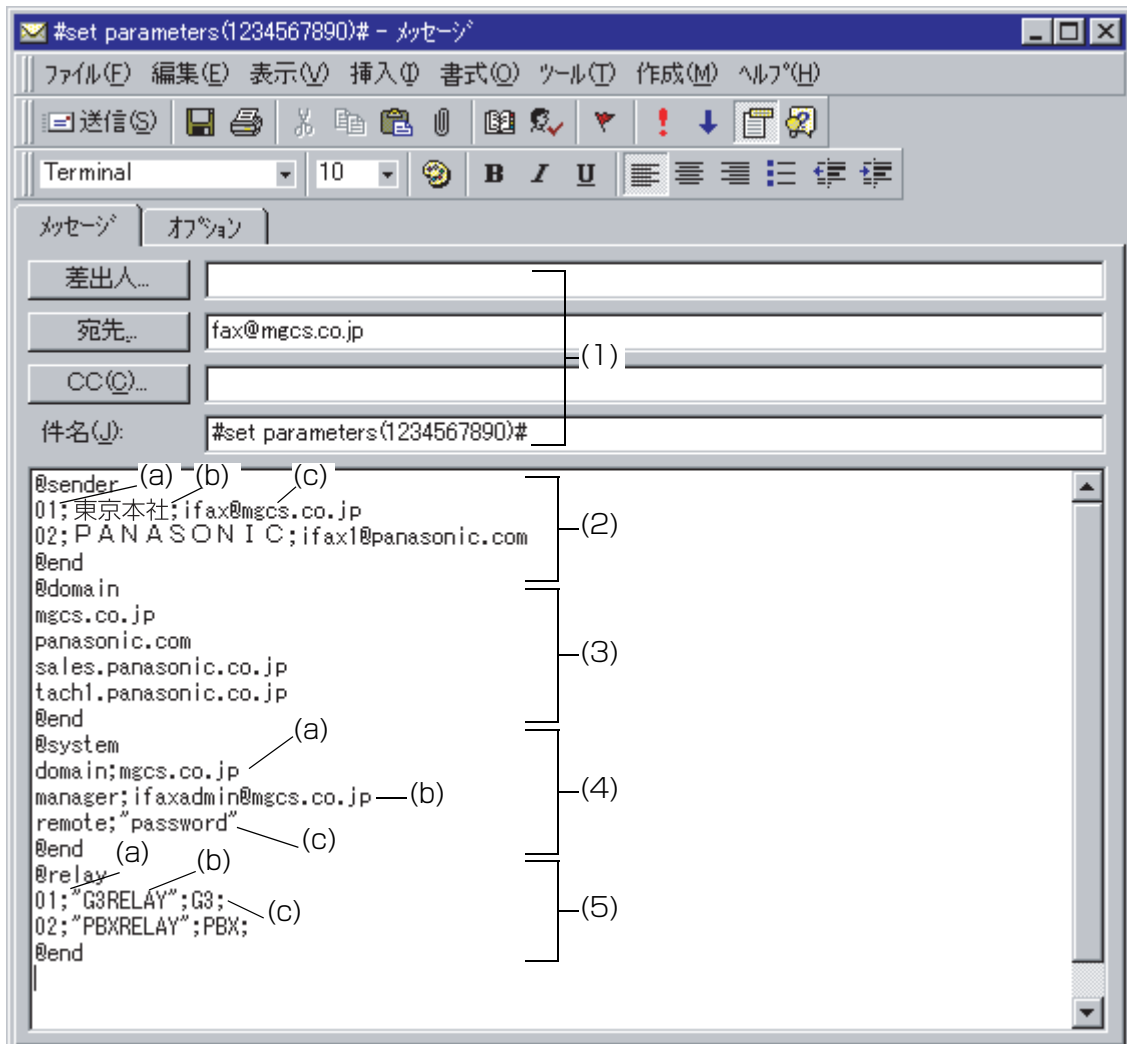 #set parameters(1234567890)# - ﾒｯｾｰｼﾞ
ﾌｧｲﾙ(F) 編集(E) 表示(V) 挿入(I) 書式(O) ﾂｰﾙ(T) 作成(M) ﾍﾙﾌﾟ(H)
送信(S)
Terminal 10 B I U
ﾒｯｾｰｼﾞ ｵﾌﾟｼｮﾝ
差出人...
宛先... fax@mgcs.co.jp
(1)
CC(C)...
件名(J): #set parameters(1234567890)#
@sender (a) (b) (c)
01;東京本社;ifax@mgcs.co.jp
02;ＰＡＮＡＳＯＮＩＣ;ifax1@panasonic.com (2)
@end
@domain
mgcs.co.jp
panasonic.com
sales.panasonic.co.jp (3)
tach1.panasonic.co.jp
@end
@system (a)
domain;mgcs.co.jp
manager;ifaxadmin@mgcs.co.jp (b) (4)
remote;"password" (c)
@end (a) (b)
@relay
01;"G3RELAY";G3; (c) (5)
02;"PBXRELAY";PBX;
@end